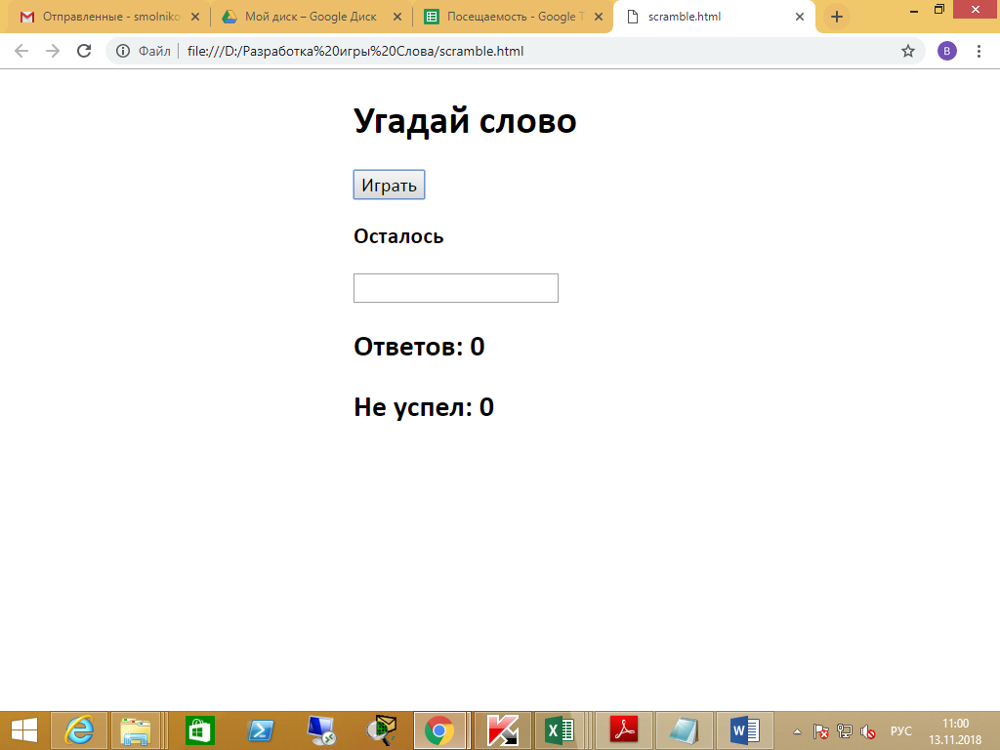 Отправленные - smolniko
Мой диск – Google Диск
Посещаемость - Google Т
scramble.html
Файл
file:///D:/Разработка%20игры%20Слова/scramble.html
В
Угадай слово
Играть
Осталось
Ответов: 0
Не успел: 0
РУС
11:00
13.11.2018